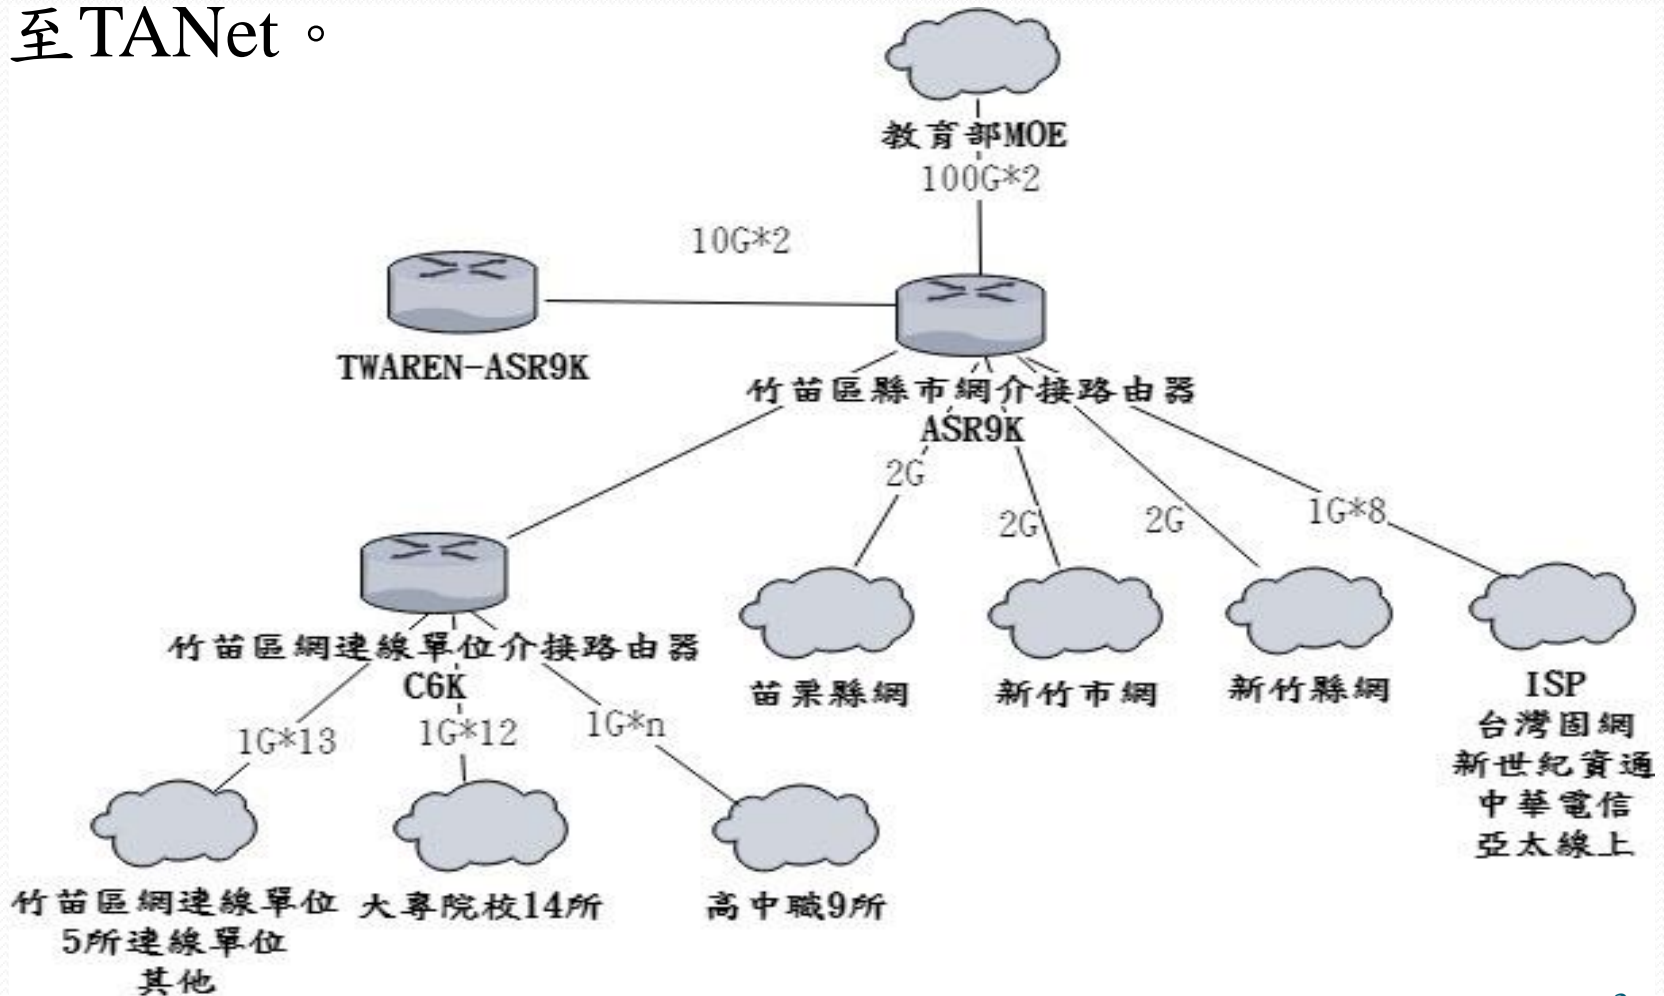 至TANet。
教育部MOE
100G*2
10G*2
TWAREN-ASR9K
竹苗區縣市網介接路由器
ASR9K
2G
2G
2G
1G*8
竹苗區網連線單位介接路由器
C6K
1G*13
1G*12
1G*n
苗栗縣網
新竹市網
新竹縣網
ISP
台灣固網
新世紀資通
中華電信
亞太線上
竹苗區網連線單位
5所連線單位
其他
大專院校14所
高中職9所